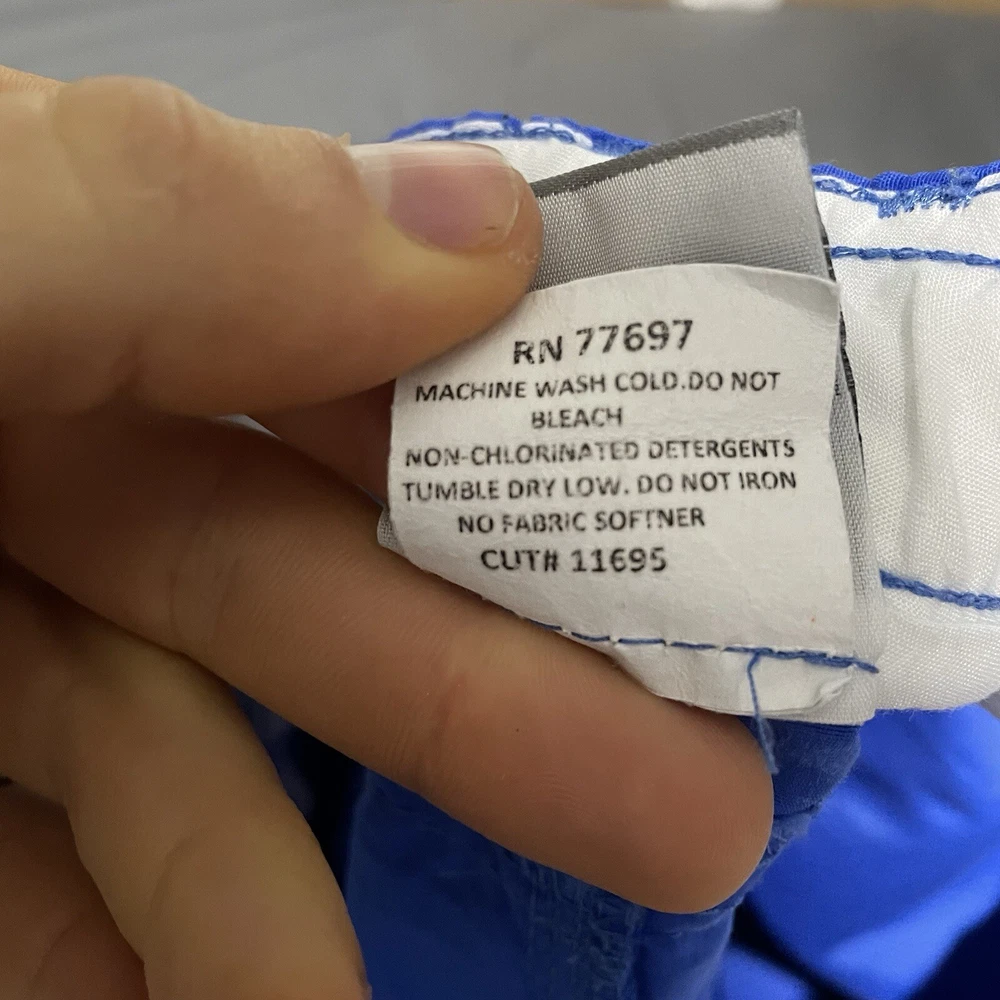 RN 77697
MACHINE WASH COLD.DO NOT
BLEACH
NON-CHLORINATED DETERGENTS
TUMBLE DRY LOW. DO NOT IRON
NO FABRIC SOFTNER
CUT# 11695